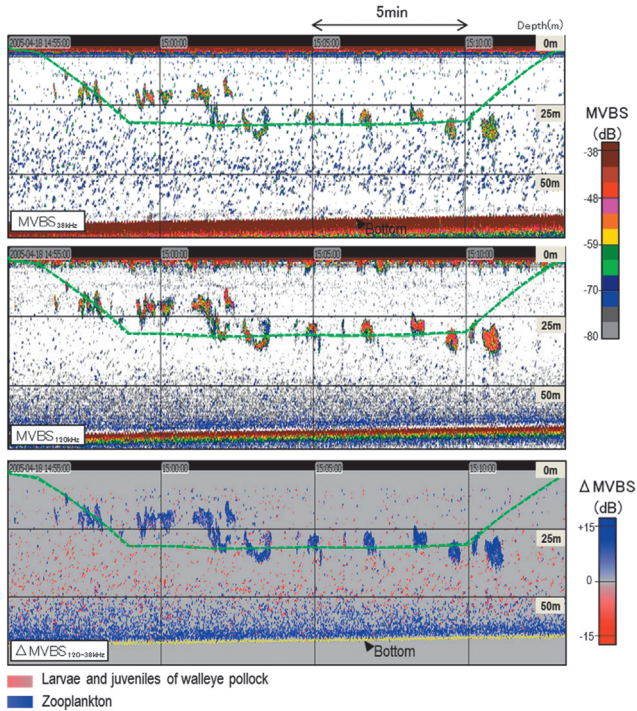 5min
Depth(m)
2005-04-18 14:55:00 15:00:00 15:05:00 15:10:00 0m
25m
50m
MVBS38kHz
Bottom
MVBS
(dB)
-38
-48
-59
-70
-80
2005-04-18 14:55:00 15:00:00 15:05:00 15:10:00 0m
25m
50m
MVBS120kHz
2005-04-18 14:55:00 15:00:00 15:05:00 15:10:00 0m
25m
50m
Δ MVBS120-38kHz
Bottom
Δ MVBS
(dB)
+15
0
-15
Larvae and juveniles of walleye pollock
Zooplankton